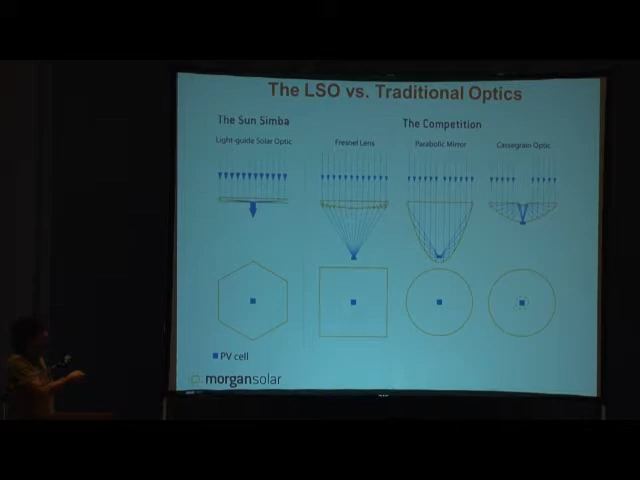 The LSO vs. Traditional Optics
The Sun Simba
The Competition
Light-guide Solar Optic
Fresnel Lens
Parabolic Mirror
Cassegrain Optic
PV cell
morgansolar